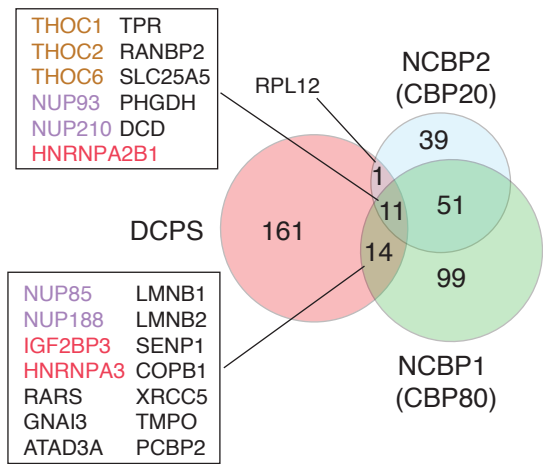 THOC1 TPR
THOC2 RANBP2
THOC6 SLC25A5
NUP93 PHGDH
NUP210 DCD
HNRNPA2B1
RPL12
NCBP2
(CBP20)
39
1
11
51
DCPS
161
14
99
NCBP1
(CBP80)
NUP85 LMNB1
NUP188 LMNB2
IGF2BP3 SENP1
HNRNPA3 COPB1
RARS XRCC5
GNAI3 TMPO
ATAD3A PCBP2